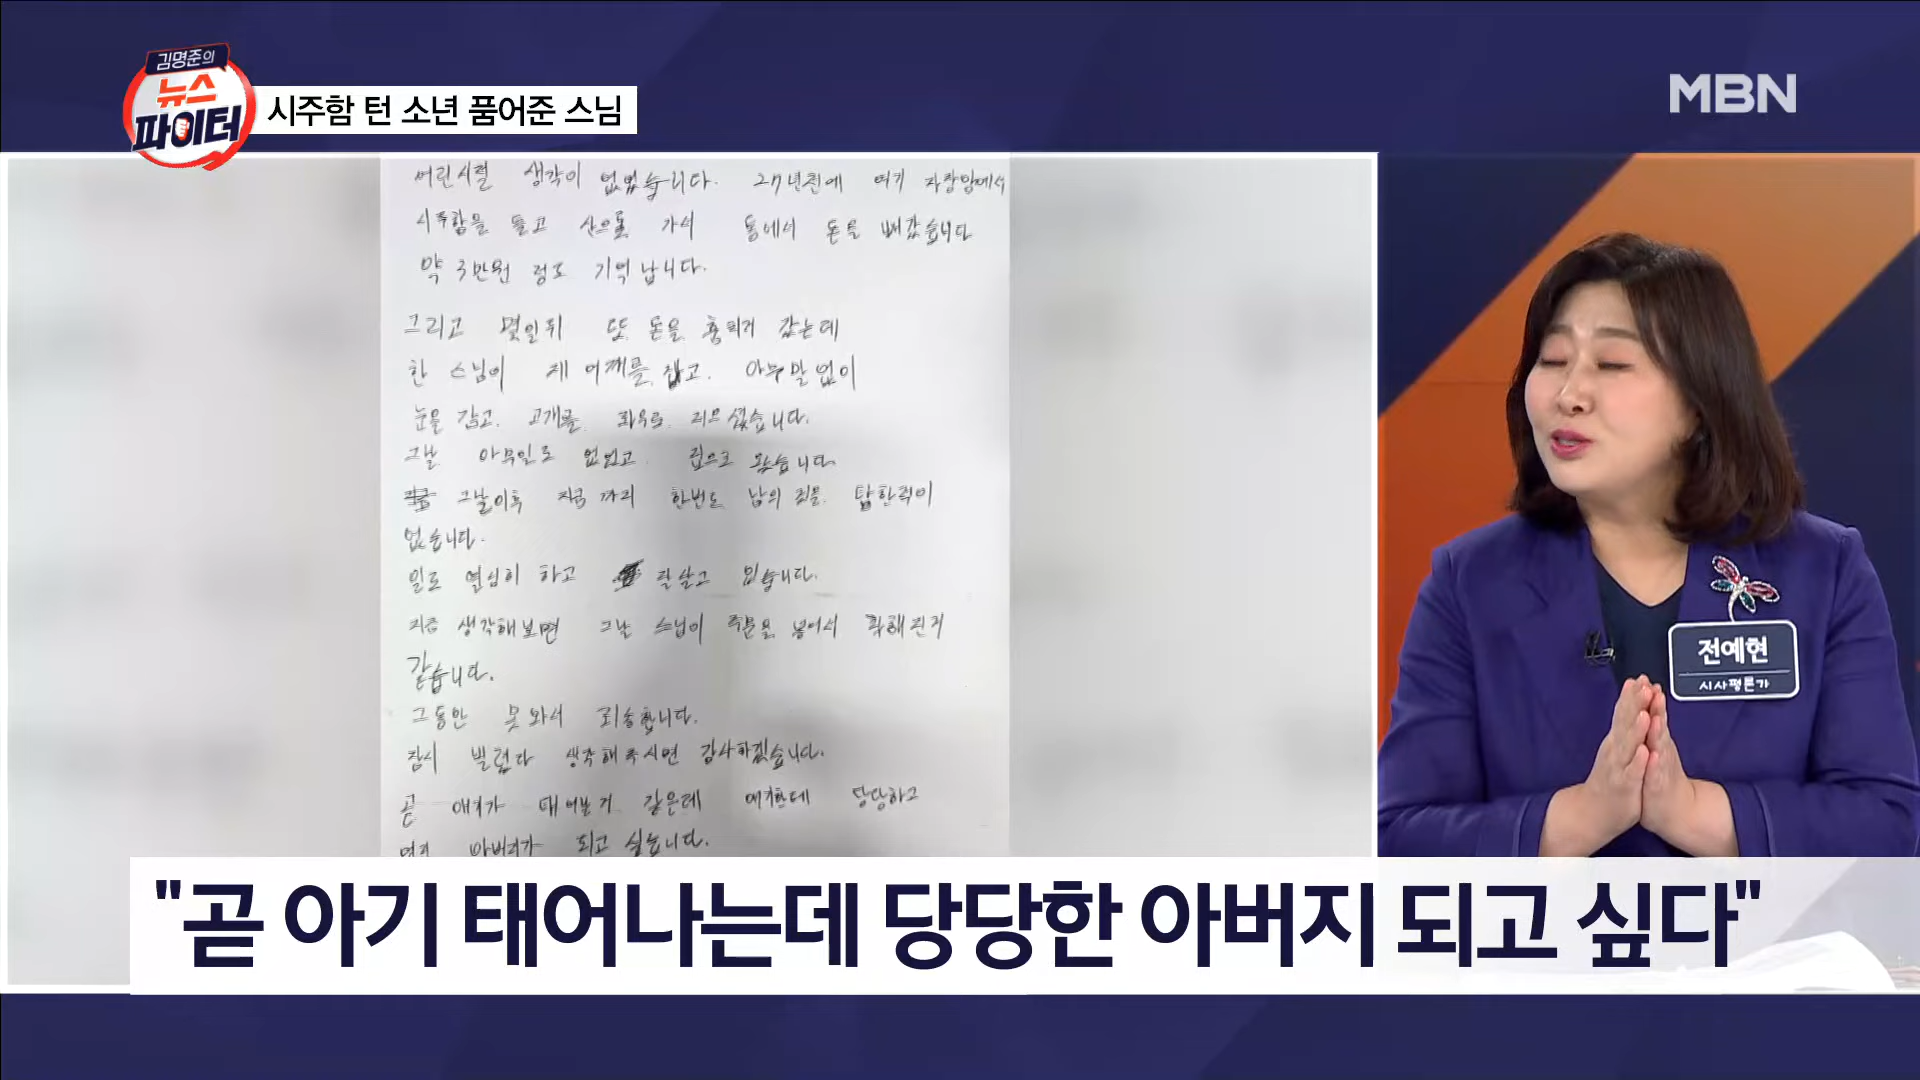 김명준의
뉴스
파이터
시주함 턴 소년 품어준 스님
MBN
어린시절 생각이 없었습니다. 27년전에 여기 자장암에서
시주함을 들고 산으로 가서 통에서 돈을 빼갔습니다
약 3만원 정도 기억 납니다.
그리고 몇일뒤 또 돈을 훔치러 갔는데
한 스님이 제 어깨를 잡고. 아무말 없이
눈을 감고. 고개를 좌우로 저으셨습니다.
그날 아무일도 없었고 집으로 왔습니다
그날이후 지금까지 한번도 남의 것을 탐한적이
없습니다.
일도 열심히 하고 잘살고 있습니다.
지금 생각해보면 그날 스님이 주문을 넣어서 착해진거
같습니다.
그동안 못와서 죄송합니다.
잠시 빌렸다 생각해주시면 감사하겠습니다.
곧 애기가 태어날거 같은데 애기한테 당당하고
멋진 아버지가 되고 싶습니다.
전예현
시사평론가
"곧 아기 태어나는데 당당한 아버지 되고 싶다"